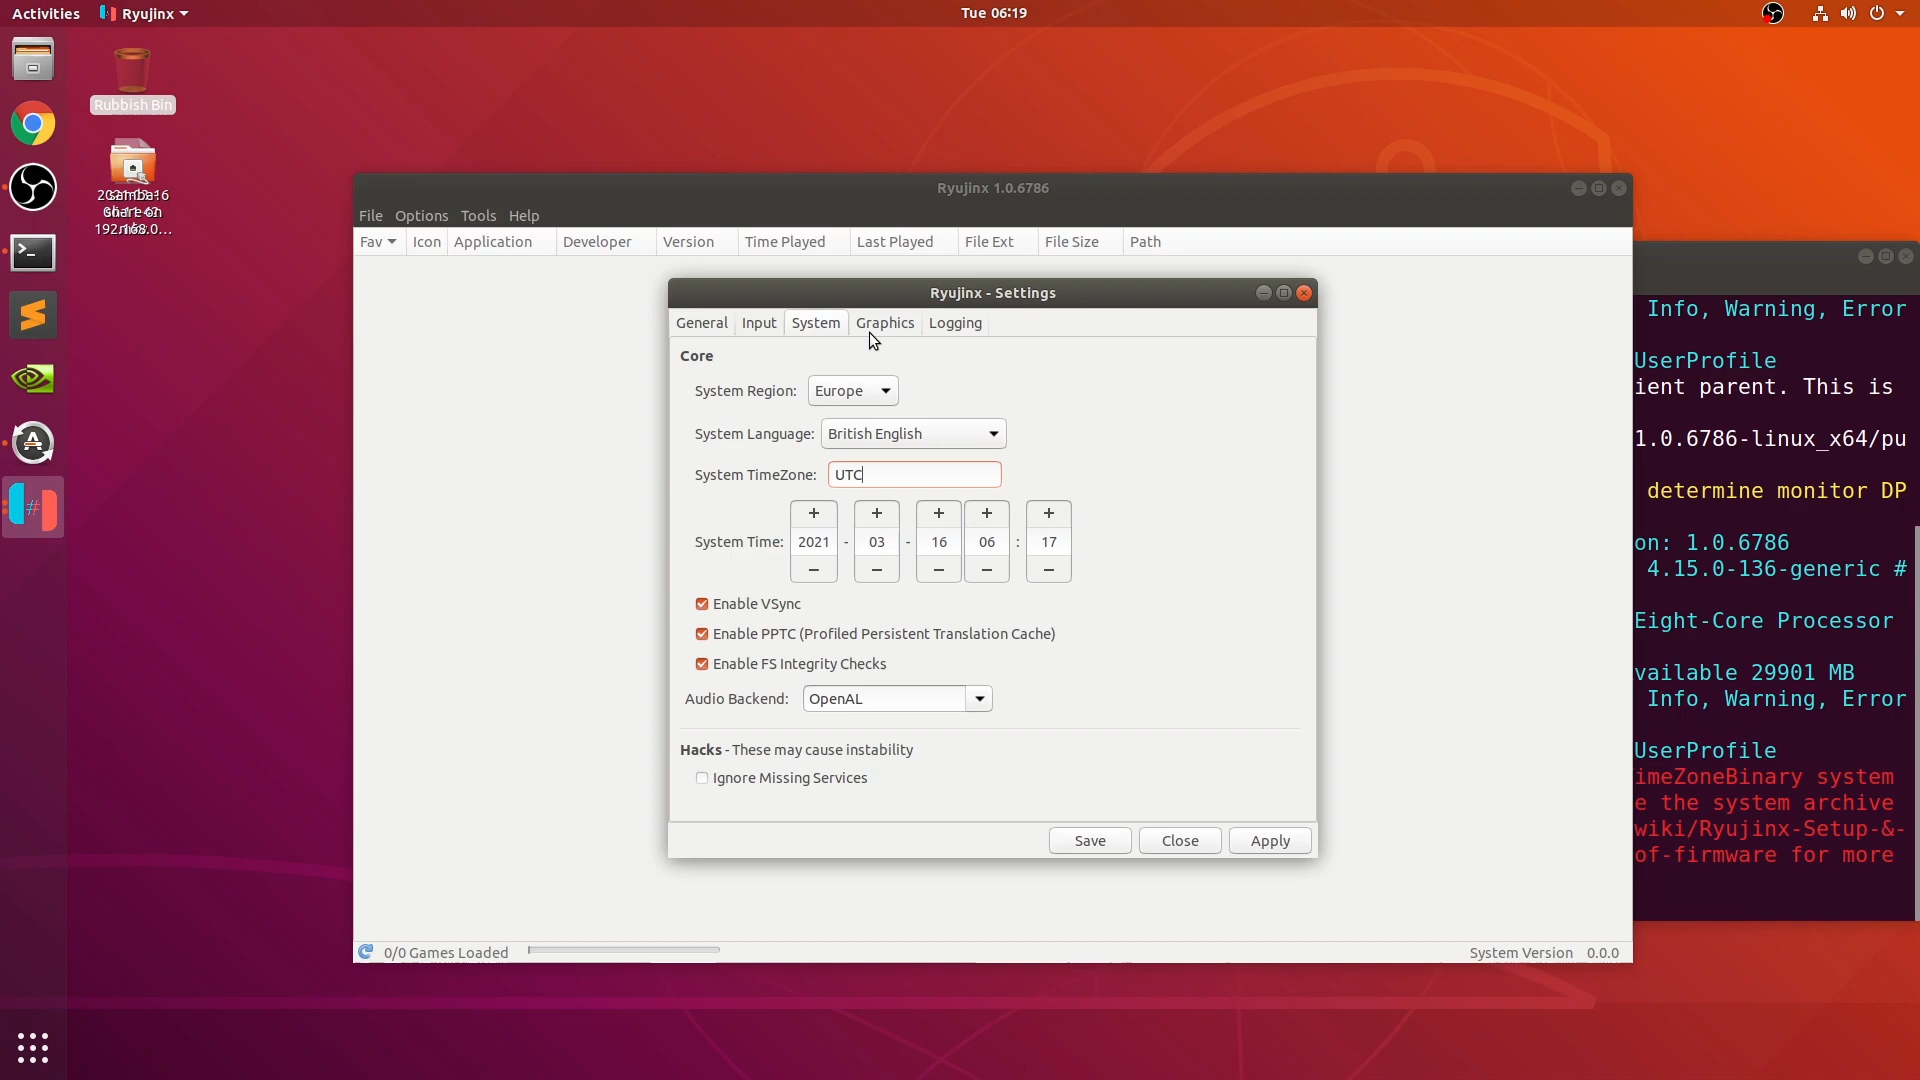 Activities Ryujinx Tue 06:19
Rubbish Bin
192.168.0...
Ryujinx 1.0.6786
File Options Tools Help
Fav Icon Application Developer Version Time Played Last Played File Ext File Size Path
Ryujinx - Settings
General Input System Graphics Logging
Core
System Region: Europe
System Language: British English
System TimeZone: UTC
+ + + + +
System Time: 2021 - 03 - 16 06 : 17
− − − − −
Enable VSync
Enable PPTC (Profiled Persistent Translation Cache)
Enable FS Integrity Checks
Audio Backend: OpenAL
Hacks - These may cause instability
Ignore Missing Services
Save Close Apply
0/0 Games Loaded System Version 0.0.0
Info, Warning, Error
UserProfile
ient parent. This is
1.0.6786-linux_x64/pu
determine monitor DP
on: 1.0.6786
4.15.0-136-generic #
Eight-Core Processor
vailable 29901 MB
Info, Warning, Error
UserProfile
imeZoneBinary system
e the system archive
wiki/Ryujinx-Setup-&-
of-firmware for more